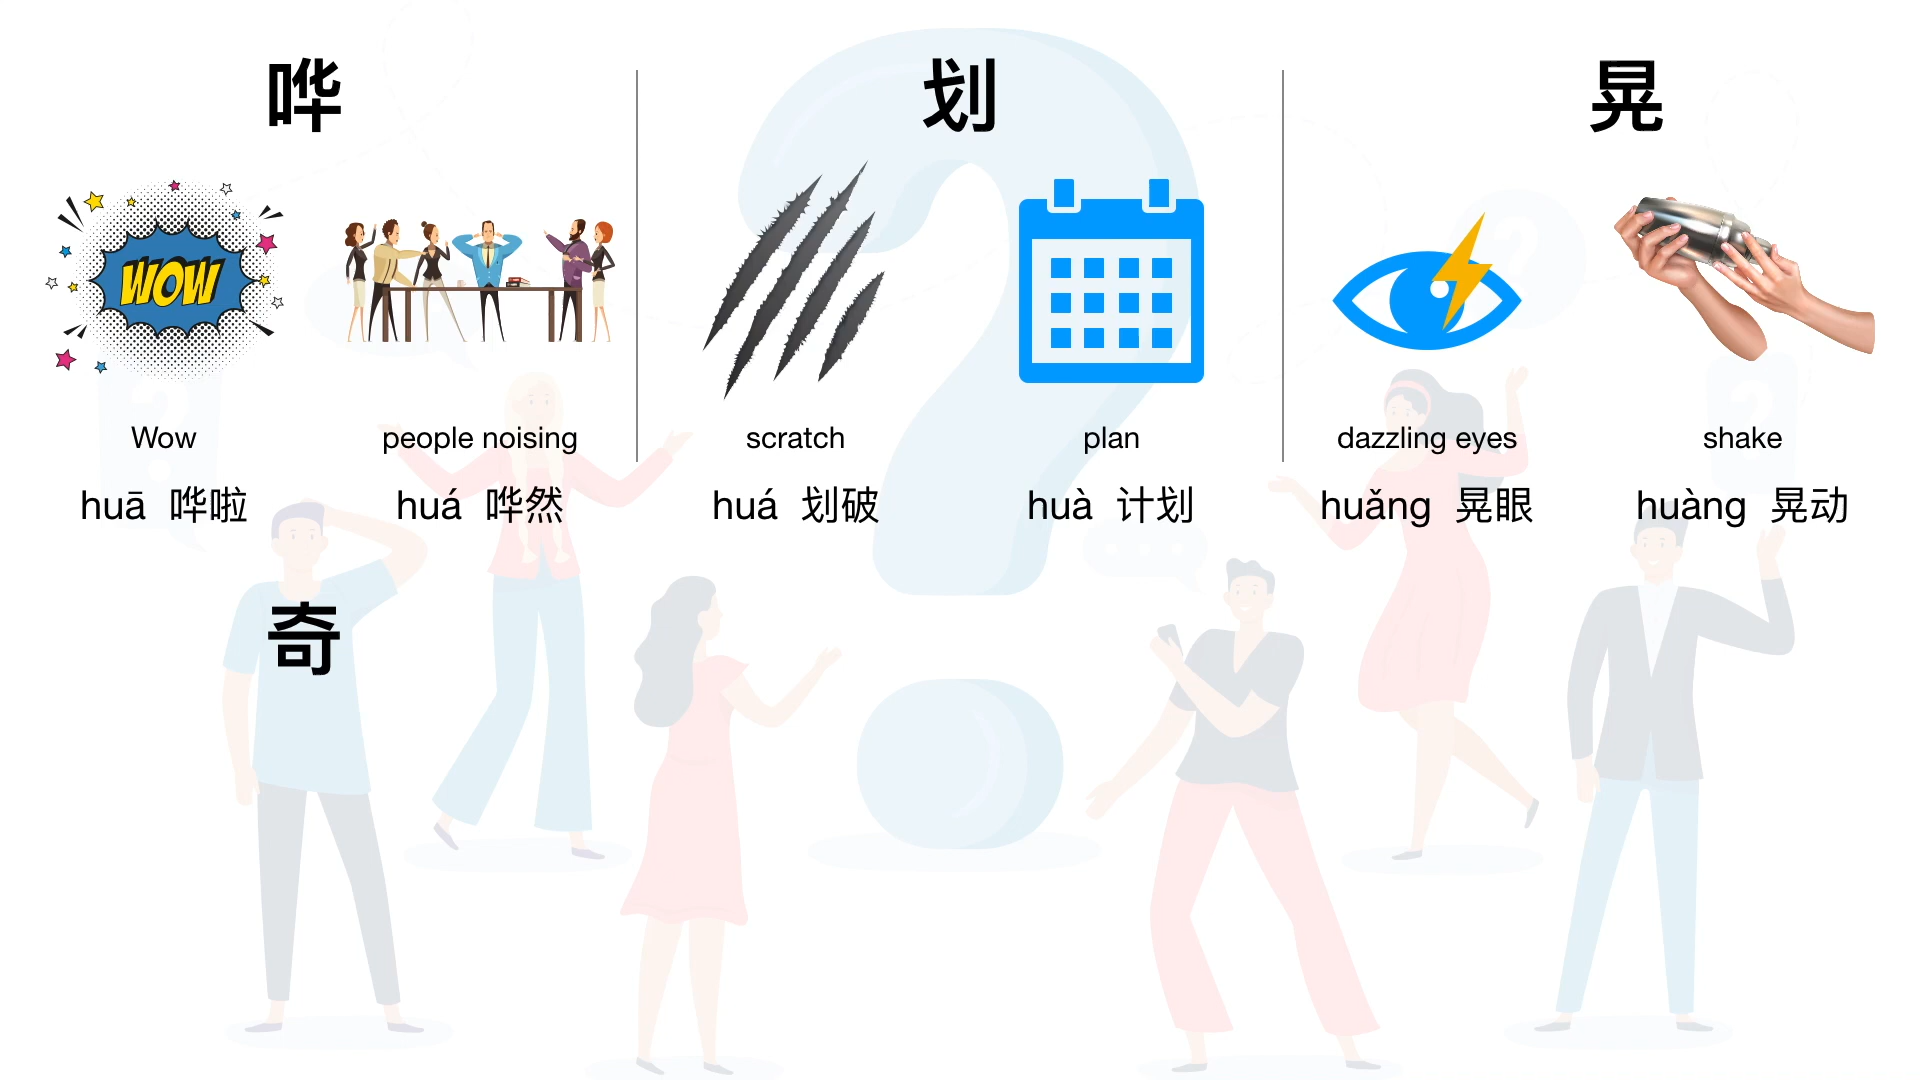 哗
划
晃
WOW
Wow
people noising
scratch
plan
dazzling eyes
shake
huā 哗啦
huá 哗然
huá 划破
huà 计划
huǎng 晃眼
huàng 晃动
奇